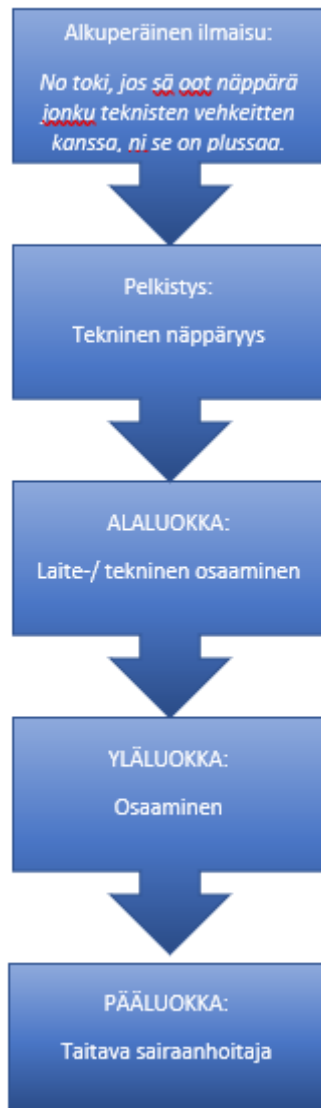 Alkuperäinen ilmaisu:
No toki, jos sä oot näppärä
jonku teknisten vehkeitten
kanssa, ni se on plussaa.
Pelkistys:
Tekninen näppäryys
ALALUOKKA:
Laite-/ tekninen osaaminen
YLÄLUOKKA:
Osaaminen
PÄÄLUOKKA:
Taitava sairaanhoitaja